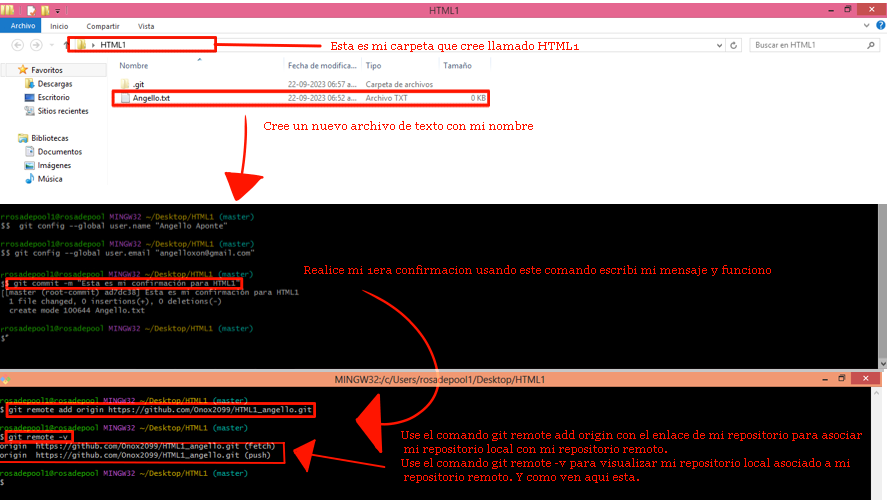 HTML1
Archivo Inicio Compartir Vista
HTML1
Esta es mi carpeta que cree llamado HTML1
Buscar en HTML1
Favoritos
Descargas
Escritorio
Sitios recientes
Bibliotecas
Documentos
Imágenes
Música
Nombre Fecha de modifica... Tipo Tamaño
.git 22-09-2023 06:57 a... Carpeta de archivos
Angello.txt 22-09-2023 06:52 a... Archivo TXT 0 KB
Cree un nuevo archivo de texto con mi nombre
rrosadepool1@rosadepool MINGW32 ~/Desktop/HTML1 (master)
$$ git config --global user.name "Angello Aponte"
rosadepool1@rosadepool MINGW32 ~/Desktop/HTML1 (master)
$$ git config --global user.email "angelloxon@gmail.com"
rosadepool1@rosadepool MINGW32 ~/Desktop/HTML1 (master)
$ git commit -m "Esta es mi confirmación para HTML1"
[[master (root-commit) ad7dc38] Esta es mi confirmación para HTML1
1 file changed, 0 insertions(+), 0 deletions(-)
create mode 100644 Angello.txt
Realice mi 1era confirmacion usando este comando escribi mi mensaje y funciono
rosadepool1@rosadepool MINGW32 ~/Desktop/HTML1 (master)
$
MINGW32:/c/Users/rosadepool1/Desktop/HTML1
rosadepool1@rosadepool MINGW32 ~/Desktop/HTML1 (master)
$ git remote add origin https://github.com/Onox2099/HTML1_angello.git
rosadepool1@rosadepool MINGW32 ~/Desktop/HTML1 (master)
$ git remote -v
origin https://github.com/Onox2099/HTML1_angello.git (fetch)
origin https://github.com/Onox2099/HTML1_angello.git (push)
rosadepool1@rosadepool MINGW32 ~/Desktop/HTML1 (master)
$
Use el comando git remote add origin con el enlace de mi repositorio para asociar
mi repositorio local con mi repositorio remoto.
Use el comando git remote -v para visualizar mi repositorio local asociado a mi
repositorio remoto. Y como ven aqui esta.